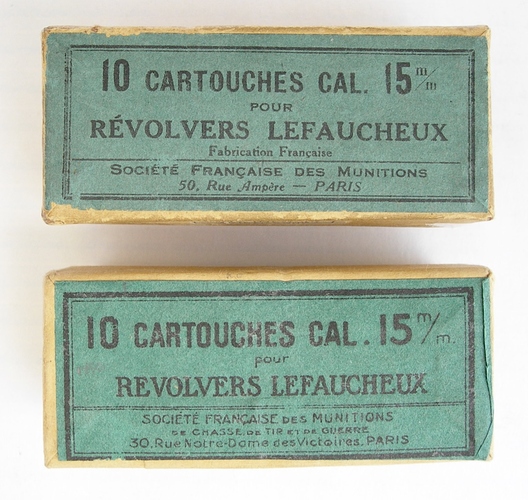 10 CARTOUCHES CAL. 15 m/m
POUR
RÉVOLVERS LEFAUCHEUX
Fabrication Française
SOCIÉTÉ FRANÇAISE DES MUNITIONS
50, Rue Ampère — PARIS
10 CARTOUCHES CAL. 15 m/m.
pour
REVOLVERS LEFAUCHEUX
SOCIÉTÉ FRANÇAISE DES MUNITIONS
DE CHASSE, DE TIR ET DE GUERRE
30, Rue Notre-Dame des Victoires. PARIS